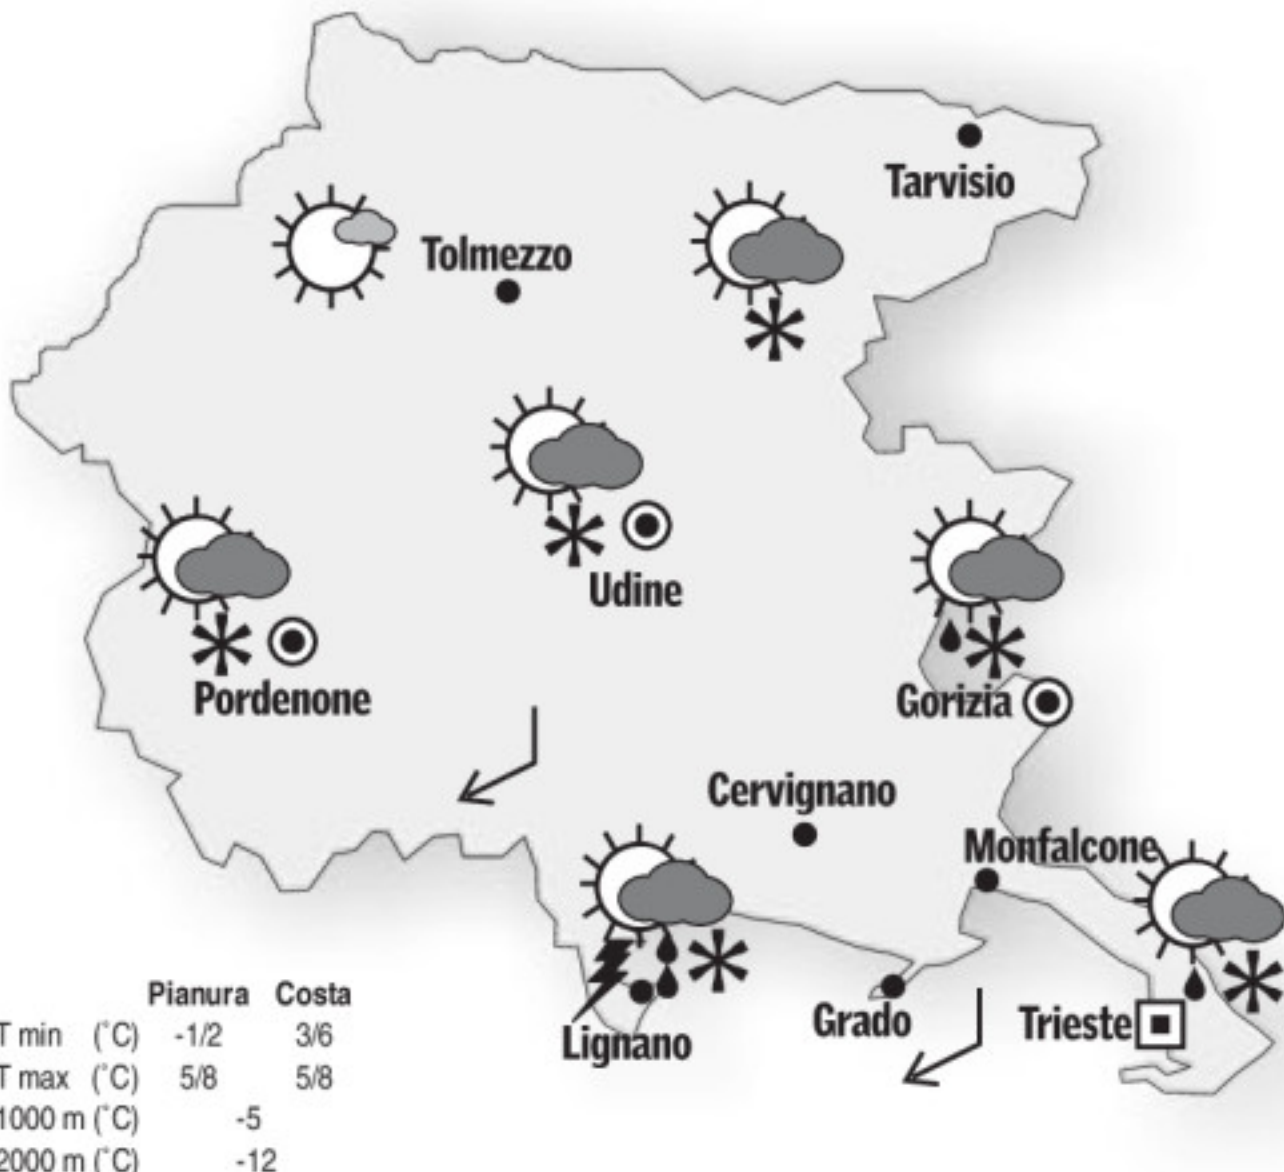 Tarvisio
Tolmezzo
Udine
Pordenone
Gorizia
Cervignano
Monfalcone
Lignano
Grado
Trieste
Pianura Costa
T min (°C) -1/2 3/6
T max (°C) 5/8 5/8
1000 m (°C) -5
2000 m (°C) -12